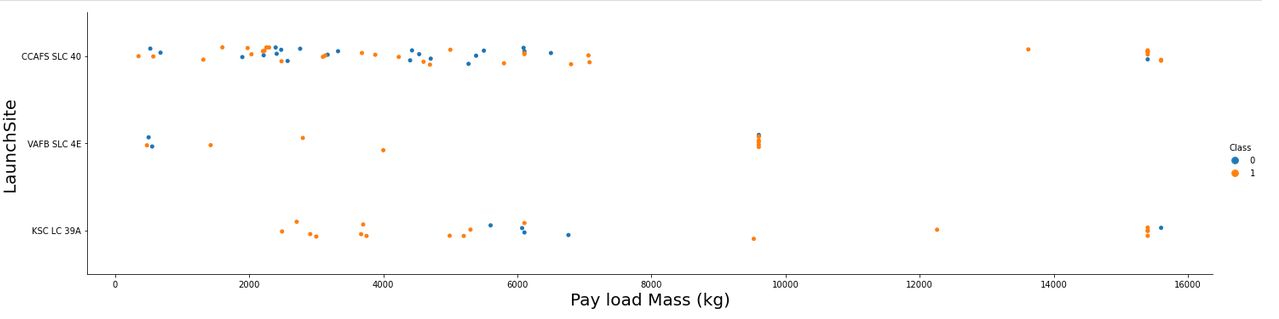 CCAFS SLC 40
VAFB SLC 4E
KSC LC 39A
LaunchSite
0 2000 4000 6000 8000 10000 12000 14000 16000
Pay load Mass (kg)
Class
0
1